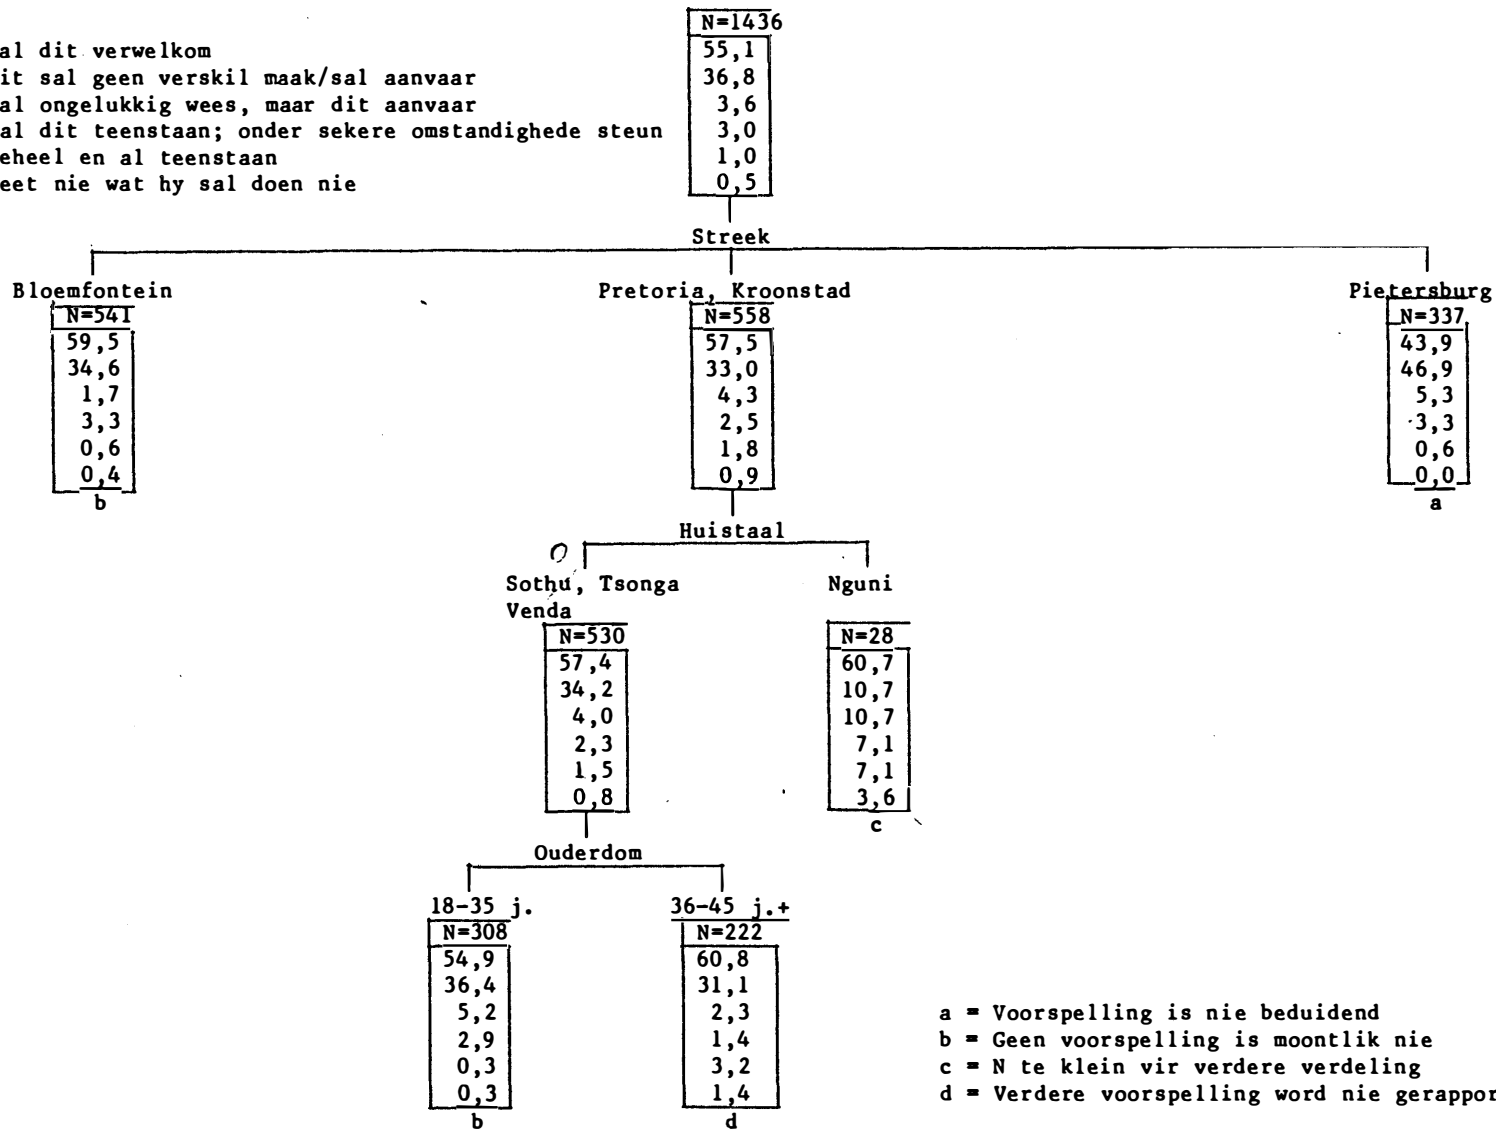 N=1436
al dit verwelkom 55,1
it sal geen verskil maak/sal aanvaar 36,8
al ongelukkig wees, maar dit aanvaar 3,6
al dit teenstaan; onder sekere omstandighede steun 3,0
eheel en al teenstaan 1,0
eet nie wat hy sal doen nie 0,5
Streek
Bloemfontein
N=541
59,5
34,6
1,7
3,3
0,6
0,4
b
Pretoria, Kroonstad
N=558
57,5
33,0
4,3
2,5
1,8
0,9
Pietersburg
N=337
43,9
46,9
5,3
3,3
0,6
0,0
a
Huistaal
Sothu, Tsonga
Venda
N=530
57,4
34,2
4,0
2,3
1,5
0,8
Nguni
N=28
60,7
10,7
10,7
7,1
7,1
3,6
c
Ouderdom
18-35 j.
N=308
54,9
36,4
5,2
2,9
0,3
0,3
b
36-45 j.+
N=222
60,8
31,1
2,3
1,4
3,2
1,4
d
a = Voorspelling is nie beduidend
b = Geen voorspelling is moontlik nie
c = N te klein vir verdere verdeling
d = Verdere voorspelling word nie gerappor